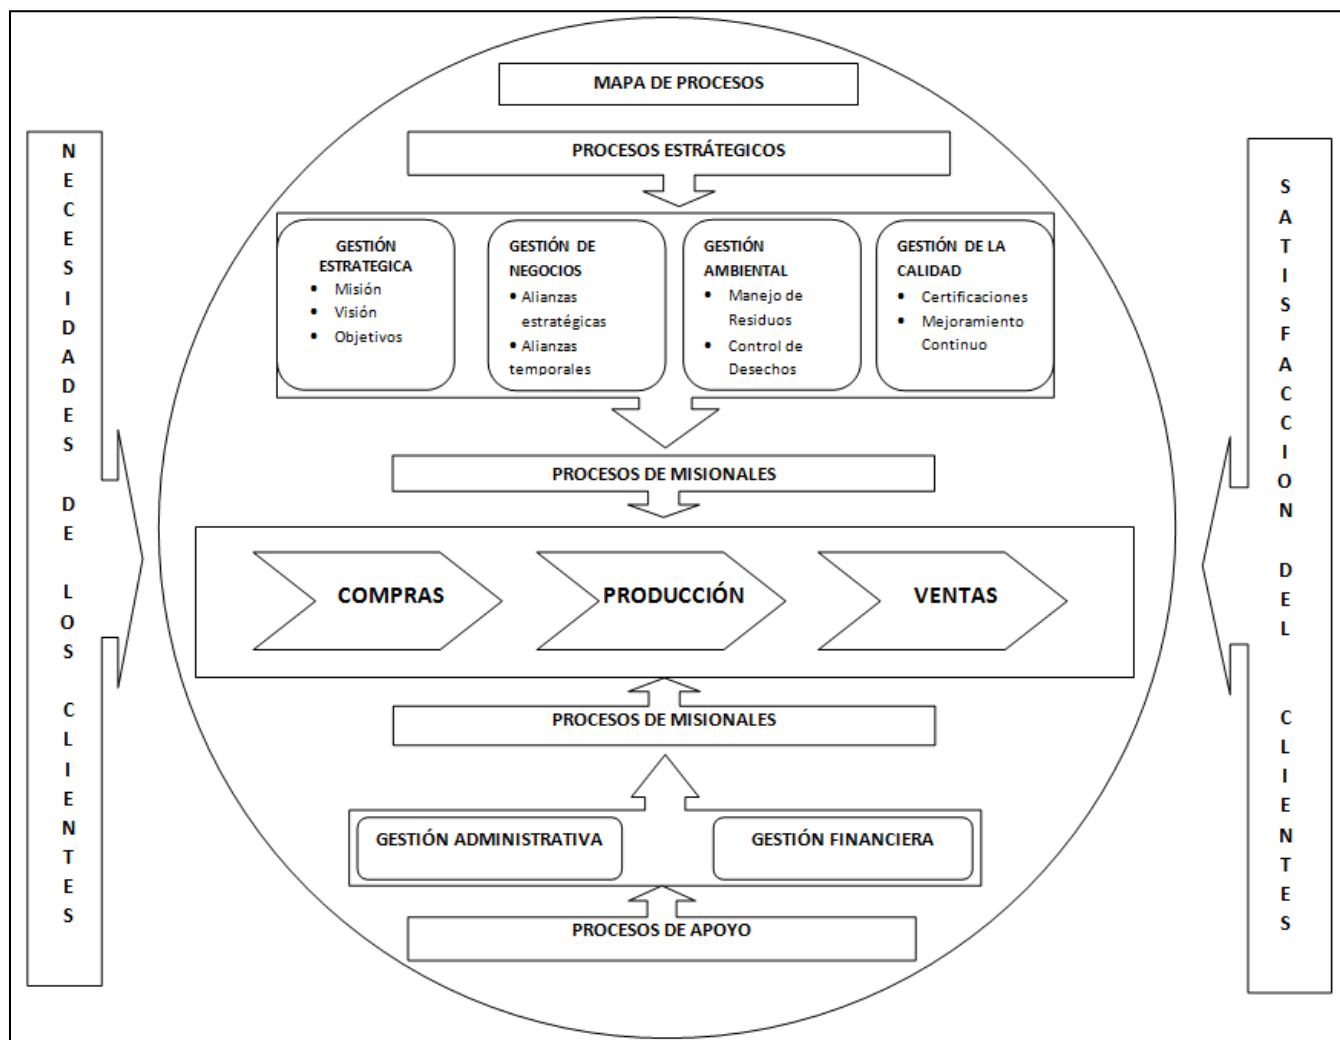 MAPA DE PROCESOS
PROCESOS ESTRÁTEGICOS
NECESIDADES DE LOS CLIENTES
GESTIÓN
ESTRATEGICA
• Misión
• Visión
• Objetivos
GESTIÓN DE
NEGOCIOS
• Alianzas
estratégicas
• Alianzas
temporales
GESTIÓN
AMBIENTAL
• Manejo de
Residuos
• Control de
Desechos
GESTIÓN DE LA
CALIDAD
• Certificaciones
• Mejoramiento
Continuo
PROCESOS DE MISIONALES
COMPRAS
PRODUCCIÓN
VENTAS
PROCESOS DE MISIONALES
GESTIÓN ADMINISTRATIVA
GESTIÓN FINANCIERA
PROCESOS DE APOYO
SATISFACCION DEL CLIENTES